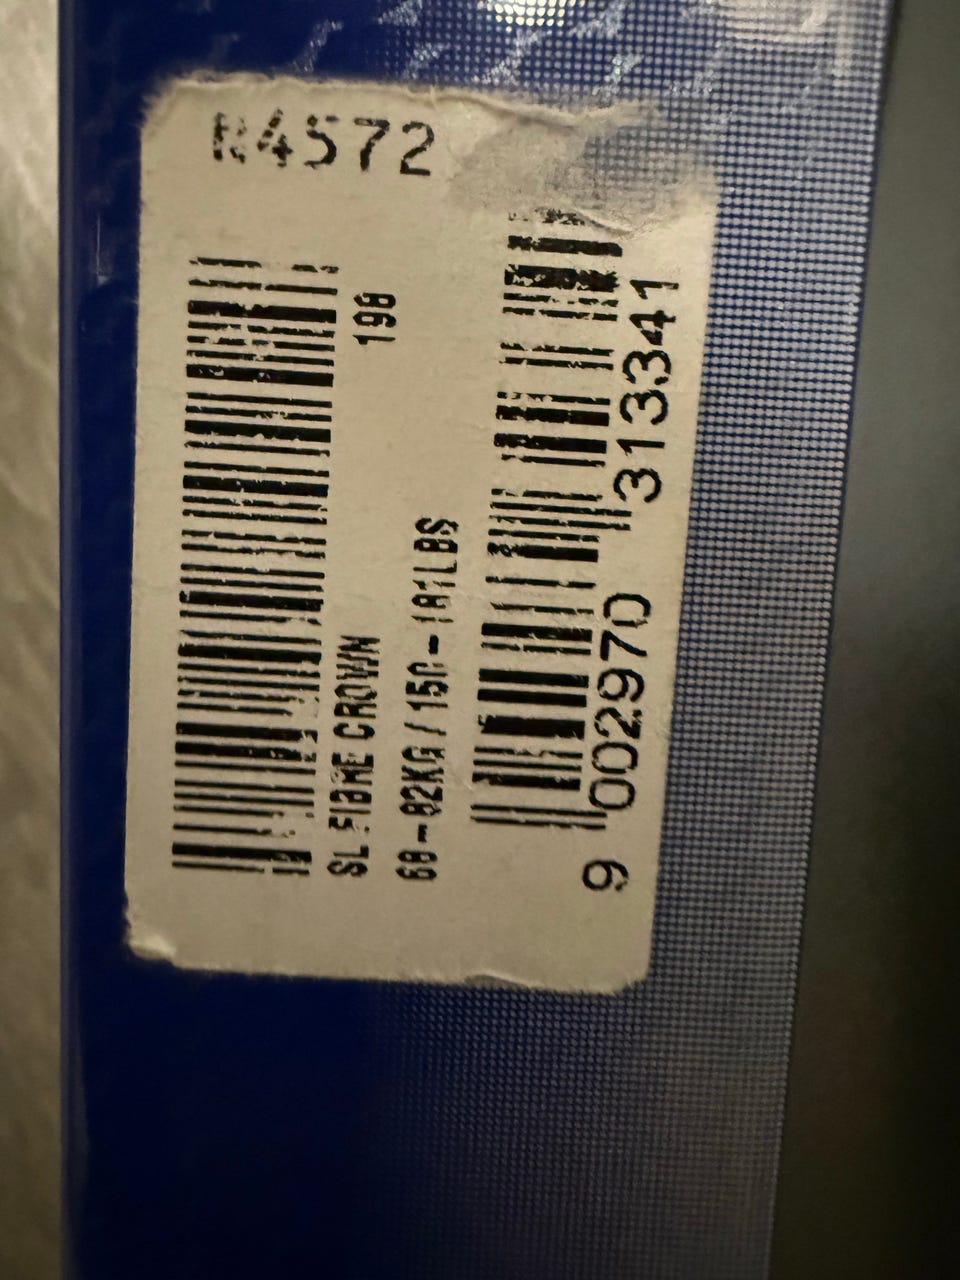 R4572
198
SL FIBRE CROWN
68-82KG/150-181LBS
9 002970 313341